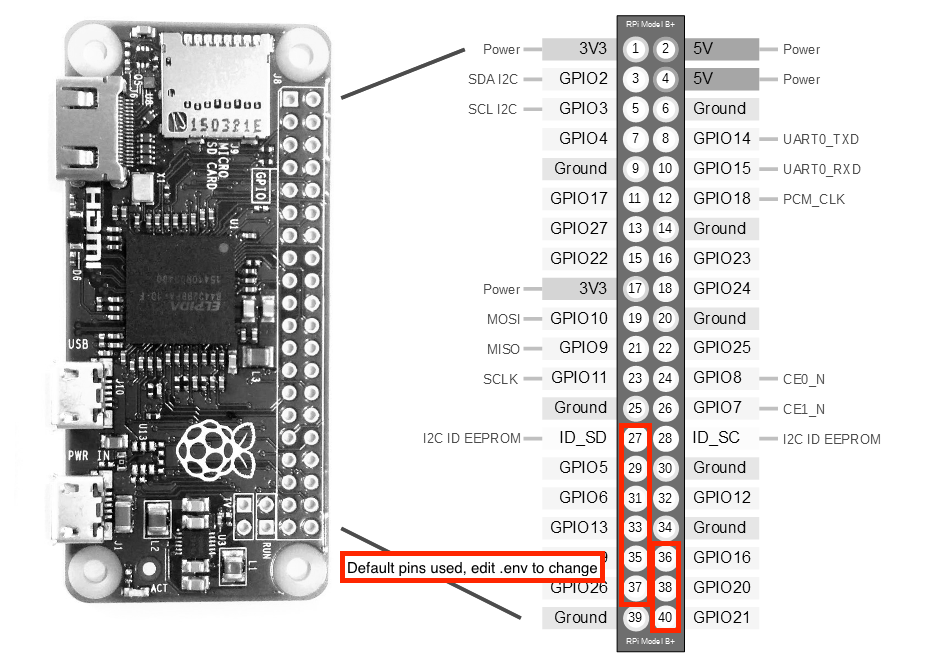 RPi Model B+
Power 3V3 1 2 5V Power
SDA I2C GPIO2 3 4 5V Power
SCL I2C GPIO3 5 6 Ground
GPIO4 7 8 GPIO14 UART0_TXD
Ground 9 10 GPIO15 UART0_RXD
GPIO17 11 12 GPIO18 PCM_CLK
GPIO27 13 14 Ground
GPIO22 15 16 GPIO23
Power 3V3 17 18 GPIO24
MOSI GPIO10 19 20 Ground
MISO GPIO9 21 22 GPIO25
SCLK GPIO11 23 24 GPIO8 CE0_N
Ground 25 26 GPIO7 CE1_N
I2C ID EEPROM ID_SD 27 28 ID_SC I2C ID EEPROM
GPIO5 29 30 Ground
GPIO6 31 32 GPIO12
GPIO13 33 34 Ground
9 35 36 GPIO16
Default pins used, edit .env to change
GPIO26 37 38 GPIO20
Ground 39 40 GPIO21
RPi Model B+
J8
150321E
J9
MICRO
SD CARD
GPIO
X1
HDMI
D6
ELPIDA
USB
J10
L3
U13
PWR IN
J1
L2
TV
U3
RUN
L1
ACT